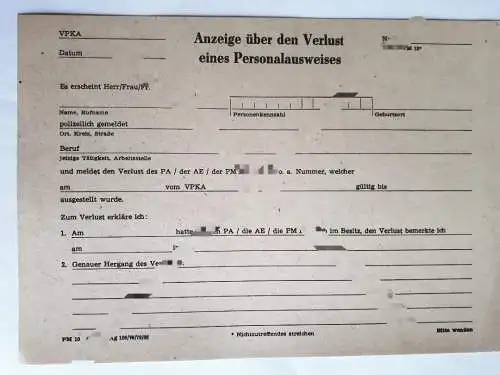 VPKA
Anzeige über den Verlust
eines Personalausweises
Datum
Es erscheint Herr/Frau/
Personenkennzahl
Name, Rufname
Geburtsort
polizeilich gemeldet
Ort, Kreis, Straße
Beruf
jetzige Tätigkeit, Arbeitsstelle
und meldet den Verlust des PA / der AE / der PM o. a. Nummer, welcher
am vom VPKA gültig bis
ausgestellt wurde.
Zum Verlust erkläre ich:
1. Am hatte PA / die AE / die PM im Besitz, den Verlust bemerkte ich
am
2. Genauer Hergang des
PM 10 Ag
* Nichtzutreffendes streichen
Bitte wenden